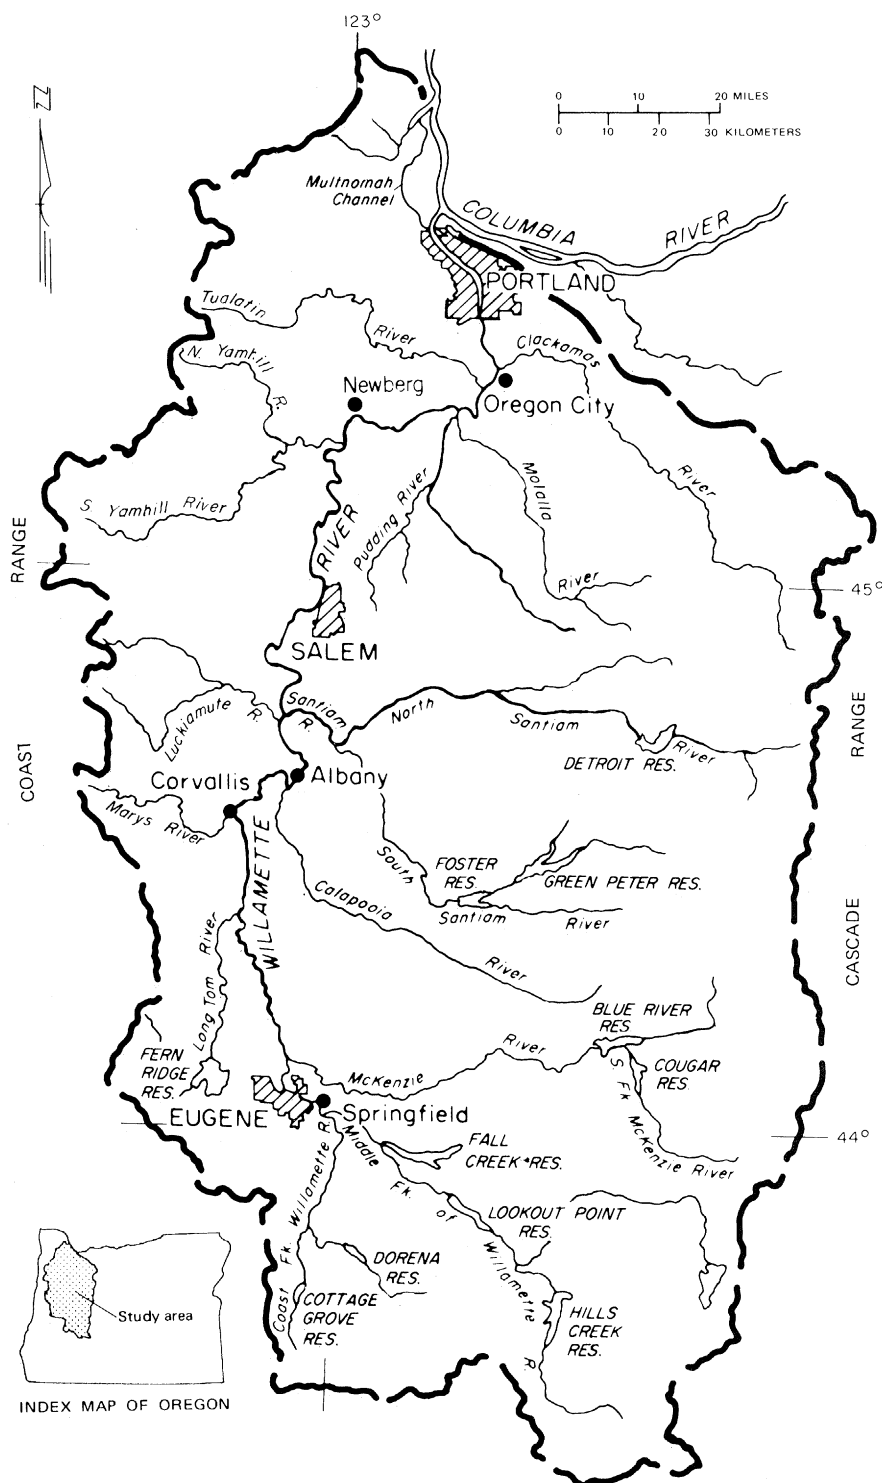 123°
0 10 20 MILES
0 10 20 30 KILOMETERS
Multnomah
Channel
COLUMBIA RIVER
PORTLAND
Tualatin River
Clackamas River
N. Yamhill R.
Newberg
Oregon City
S. Yamhill River
Pudding River
Molalla River
RANGE
COAST
45°
WILLAMETTE RIVER
SALEM
Luckiamute R.
Santiam R.
North Santiam River
DETROIT RES.
RANGE
CASCADE
Corvallis
Albany
Marys River
South Santiam River
FOSTER
RES.
GREEN PETER RES.
Calapooia River
Long Tom River
BLUE RIVER
RES
FERN
RIDGE
RES.
McKenzie River
COUGAR
RES.
S. Fk McKenzie River
EUGENE
Springfield
44°
FALL
CREEK RES.
Middle Fk. of Willamette R.
LOOKOUT POINT
RES.
Coast Fk. Willamette R.
DORENA
RES.
COTTAGE
GROVE
RES.
HILLS
CREEK
RES.
Study area
INDEX MAP OF OREGON